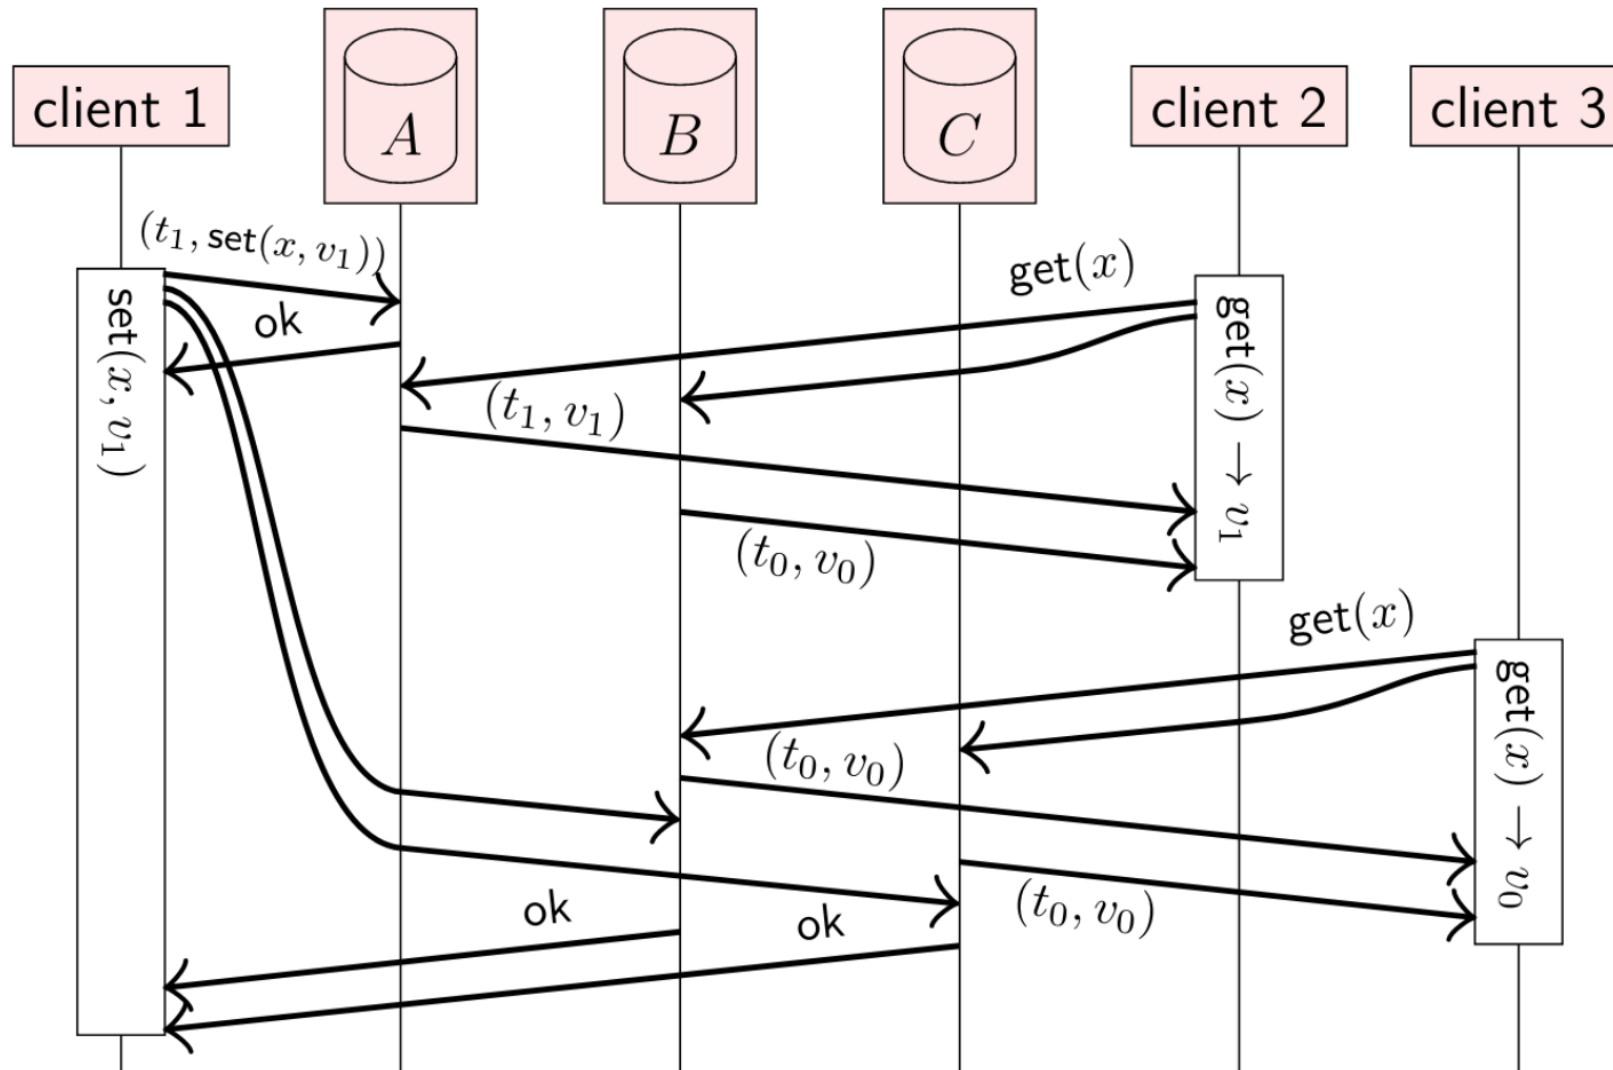 client 1
A
B
C
client 2
client 3
(t₁, set(x, v₁))
ok
set(x, v₁)
get(x)
get(x) → v₁
(t₁, v₁)
(t₀, v₀)
get(x)
get(x) → v₀
(t₀, v₀)
(t₀, v₀)
ok
ok